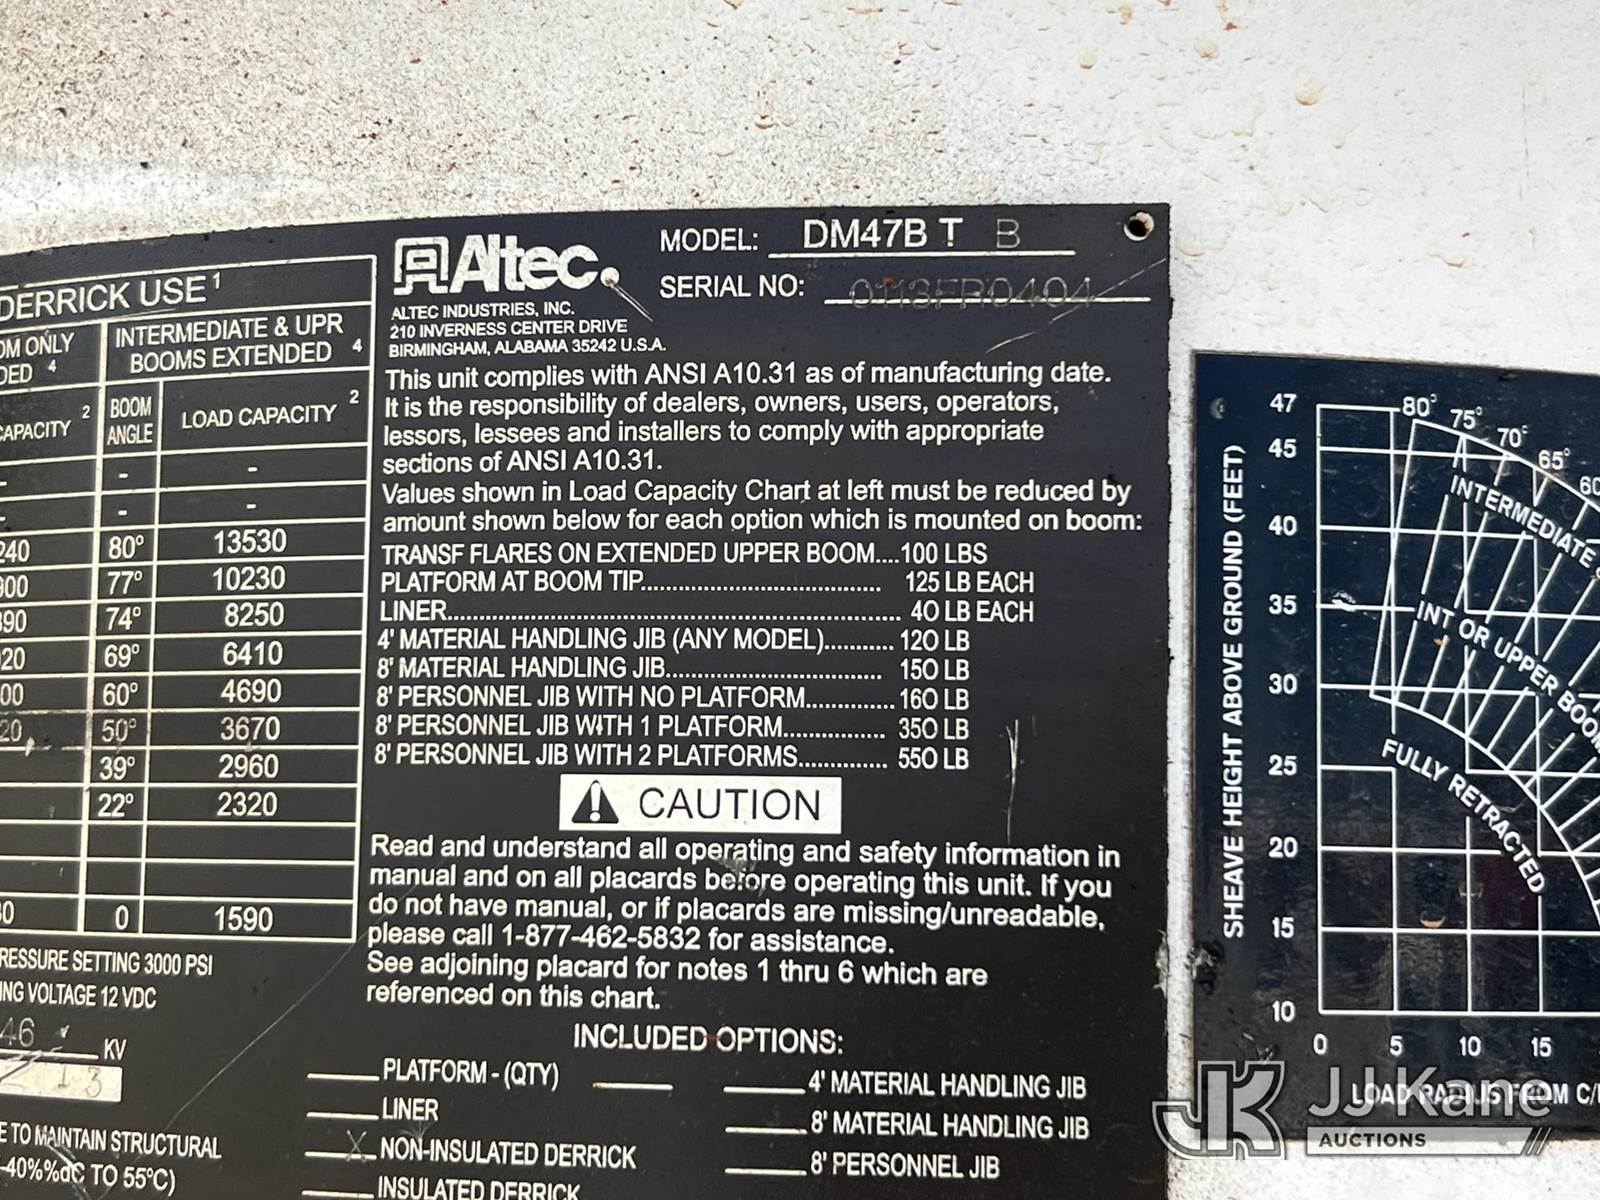 DERRICK USE 1
OM ONLY
DED 4
INTERMEDIATE & UPR
BOOMS EXTENDED 4
CAPACITY 2
BOOM
ANGLE
LOAD CAPACITY 2
- - -
- - -
240 80° 13530
900 77° 10230
890 74° 8250
020 69° 6410
00 60° 4690
20 50° 3670
39° 2960
22° 2320
0 0 1590
RESSURE SETTING 3000 PSI
ING VOLTAGE 12 VDC
46 KV
2 13
E TO MAINTAIN STRUCTURAL
-40%%dC TO 55°C)
Altec.
ALTEC INDUSTRIES, INC.
210 INVERNESS CENTER DRIVE
BIRMINGHAM, ALABAMA 35242 U.S.A.
MODEL: DM47B T B
SERIAL NO: 0113FR0404
This unit complies with ANSI A10.31 as of manufacturing date.
It is the responsibility of dealers, owners, users, operators,
lessors, lessees and installers to comply with appropriate
sections of ANSI A10.31.
Values shown in Load Capacity Chart at left must be reduced by
amount shown below for each option which is mounted on boom:
TRANSF FLARES ON EXTENDED UPPER BOOM....100 LBS
PLATFORM AT BOOM TIP................................. 125 LB EACH
LINER............................................................... 40 LB EACH
4' MATERIAL HANDLING JIB (ANY MODEL)........... 120 LB
8' MATERIAL HANDLING JIB.................................. 150 LB
8' PERSONNEL JIB WITH NO PLATFORM.............. 160 LB
8' PERSONNEL JIB WITH 1 PLATFORM................ 350 LB
8' PERSONNEL JIB WITH 2 PLATFORMS.............. 550 LB
CAUTION
Read and understand all operating and safety information in
manual and on all placards before operating this unit. If you
do not have manual, or if placards are missing/unreadable,
please call 1-877-462-5832 for assistance.
See adjoining placard for notes 1 thru 6 which are
referenced on this chart.
INCLUDED OPTIONS:
PLATFORM - (QTY)
LINER
X NON-INSULATED DERRICK
INSULATED DERRICK
4' MATERIAL HANDLING JIB
8' MATERIAL HANDLING JIB
8' PERSONNEL JIB
SHEAVE HEIGHT ABOVE GROUND (FEET)
47
45
40
35
30
25
20
15
10
80° 75° 70° 65° 60
INTERMEDIATE
INT OR UPPER BOOM
FULLY RETRACTED
0 5 10 15
LOAD RADIUS FROM C/
JJ Kane
AUCTIONS